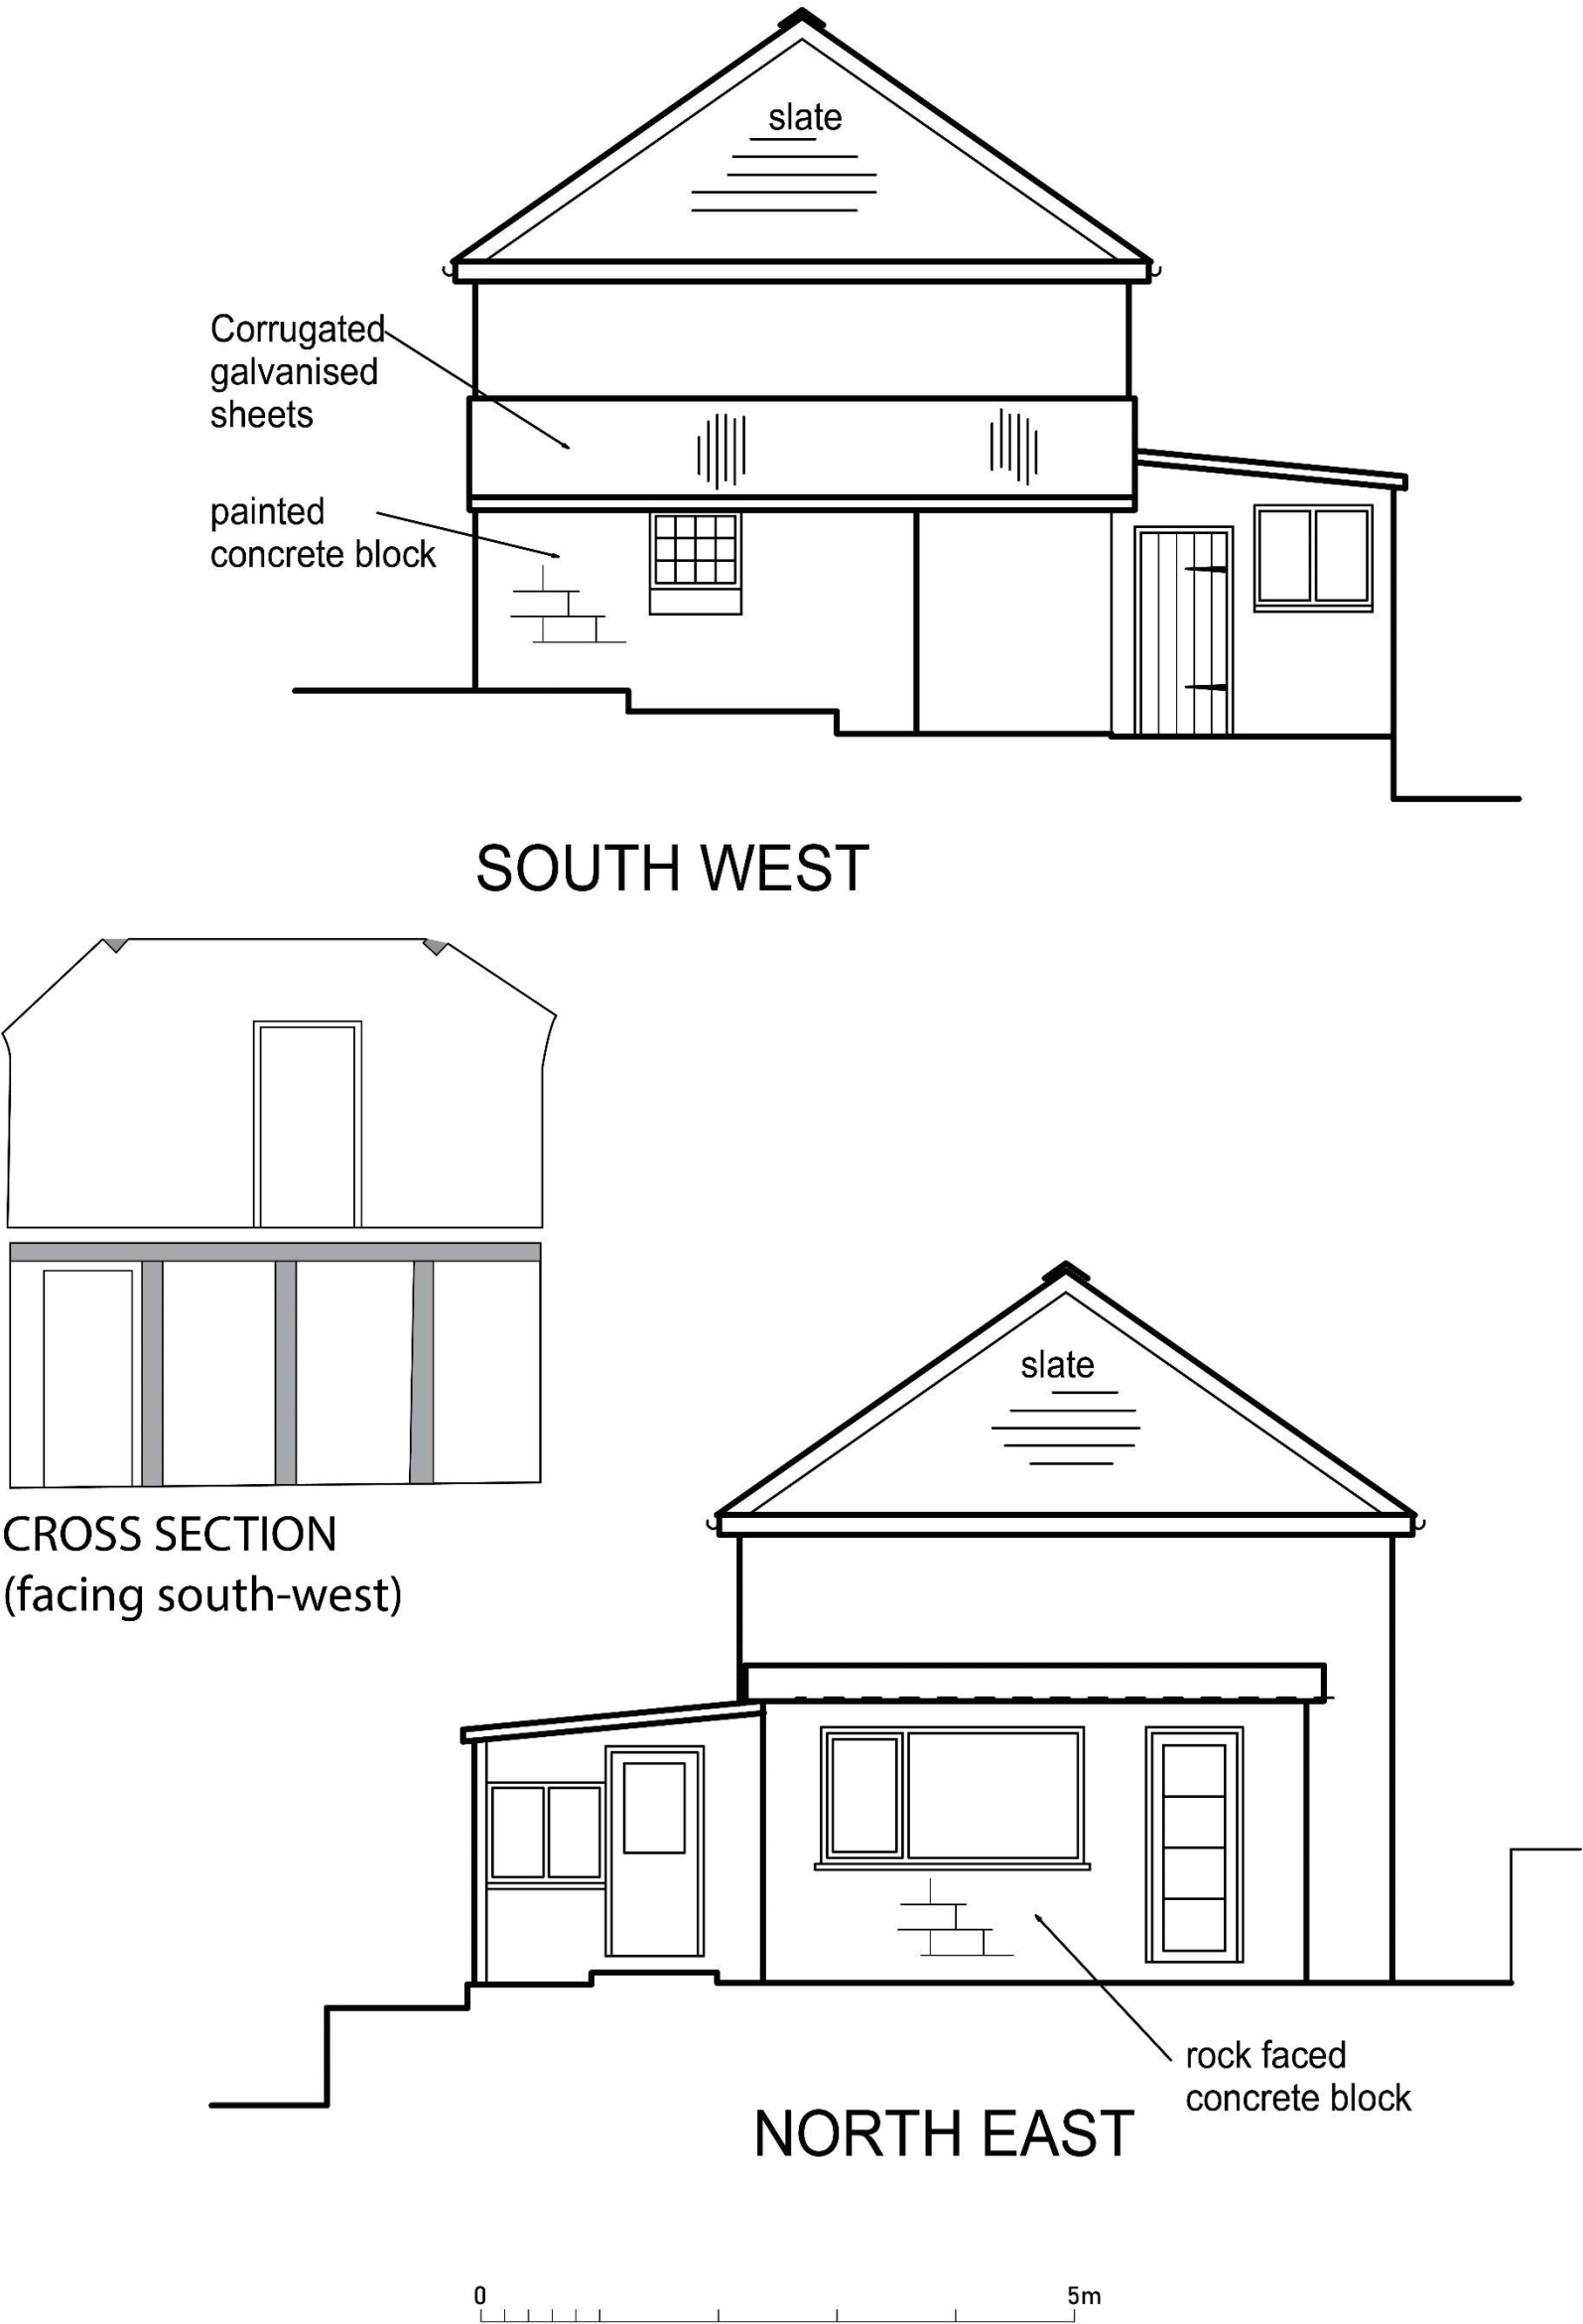 slate
Corrugated
galvanised
sheets
painted
concrete block
SOUTH WEST
CROSS SECTION
(facing south-west)
slate
rock faced
concrete block
NORTH EAST
0 5m